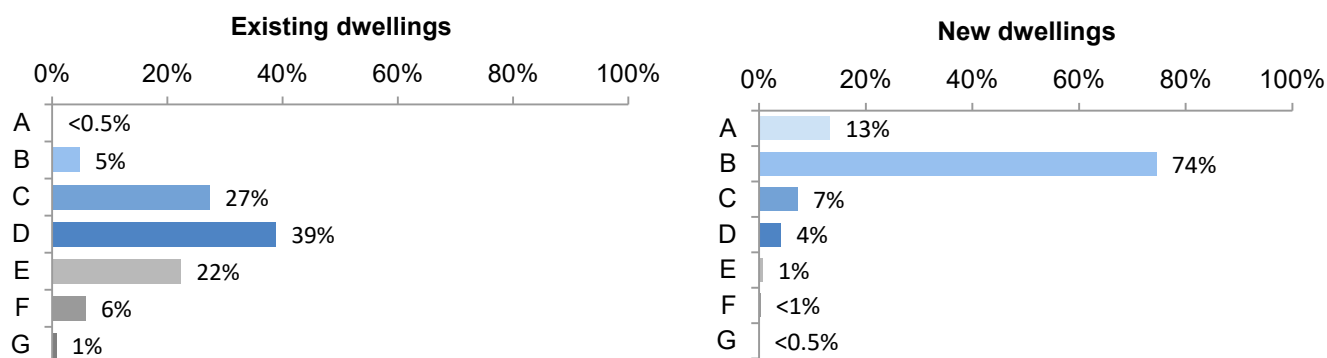 Existing dwellings
0% 20% 40% 60% 80% 100%
A <0.5%
B 5%
C 27%
D 39%
E 22%
F 6%
G 1%
New dwellings
0% 20% 40% 60% 80% 100%
A 13%
B 74%
C 7%
D 4%
E 1%
F <1%
G <0.5%